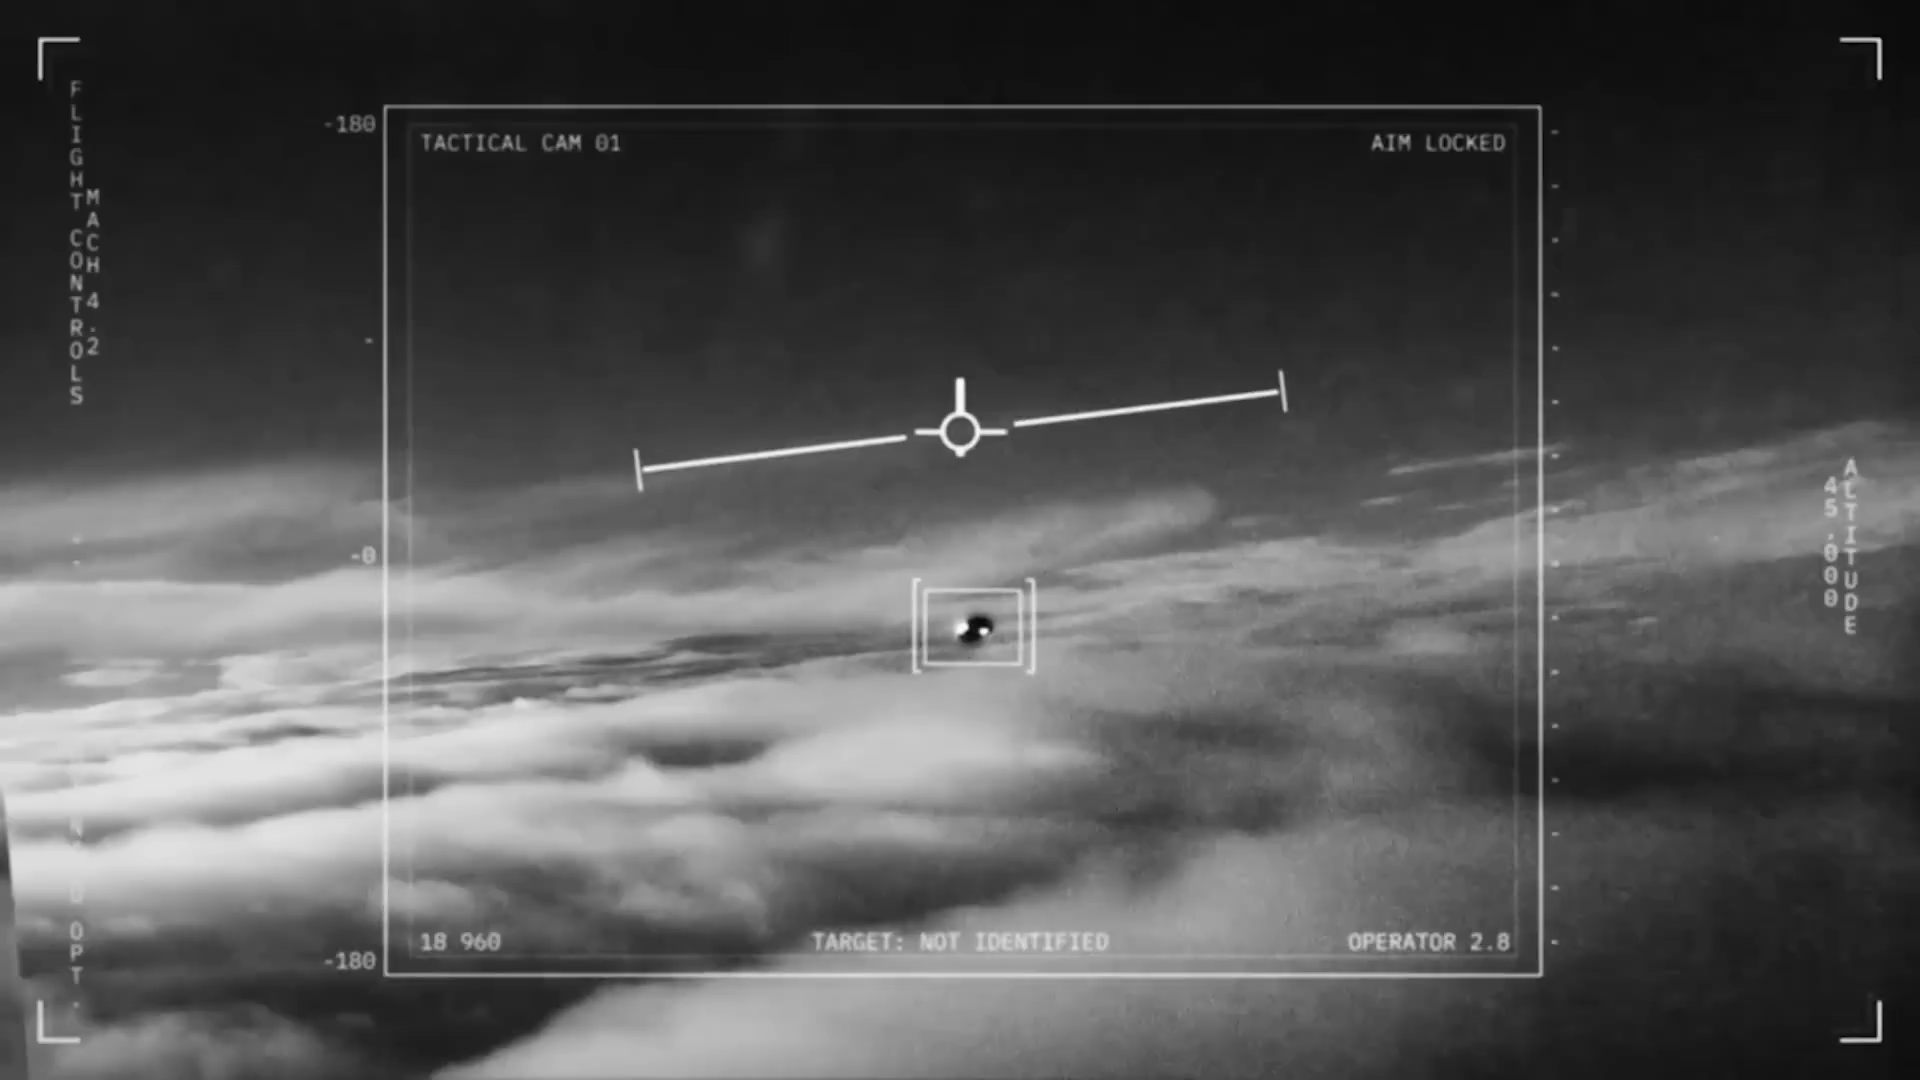 FLIGHT CONTROLS
MACH 4.2
-180
TACTICAL CAM 01
AIM LOCKED
-
-0
ALTITUDE
45.000
OPT.
18 960
TARGET: NOT IDENTIFIED
OPERATOR 2.8
-180